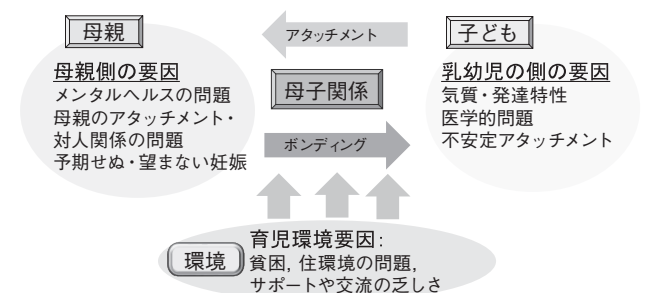 母親
アタッチメント
子ども
母親側の要因
メンタルヘルスの問題
母親のアタッチメント・
対人関係の問題
予期せぬ・望まない妊娠
母子関係
乳幼児の側の要因
気質・発達特性
医学的問題
不安定アタッチメント
ボンディング
環境
育児環境要因:
貧困, 住環境の問題,
サポートや交流の乏しさ